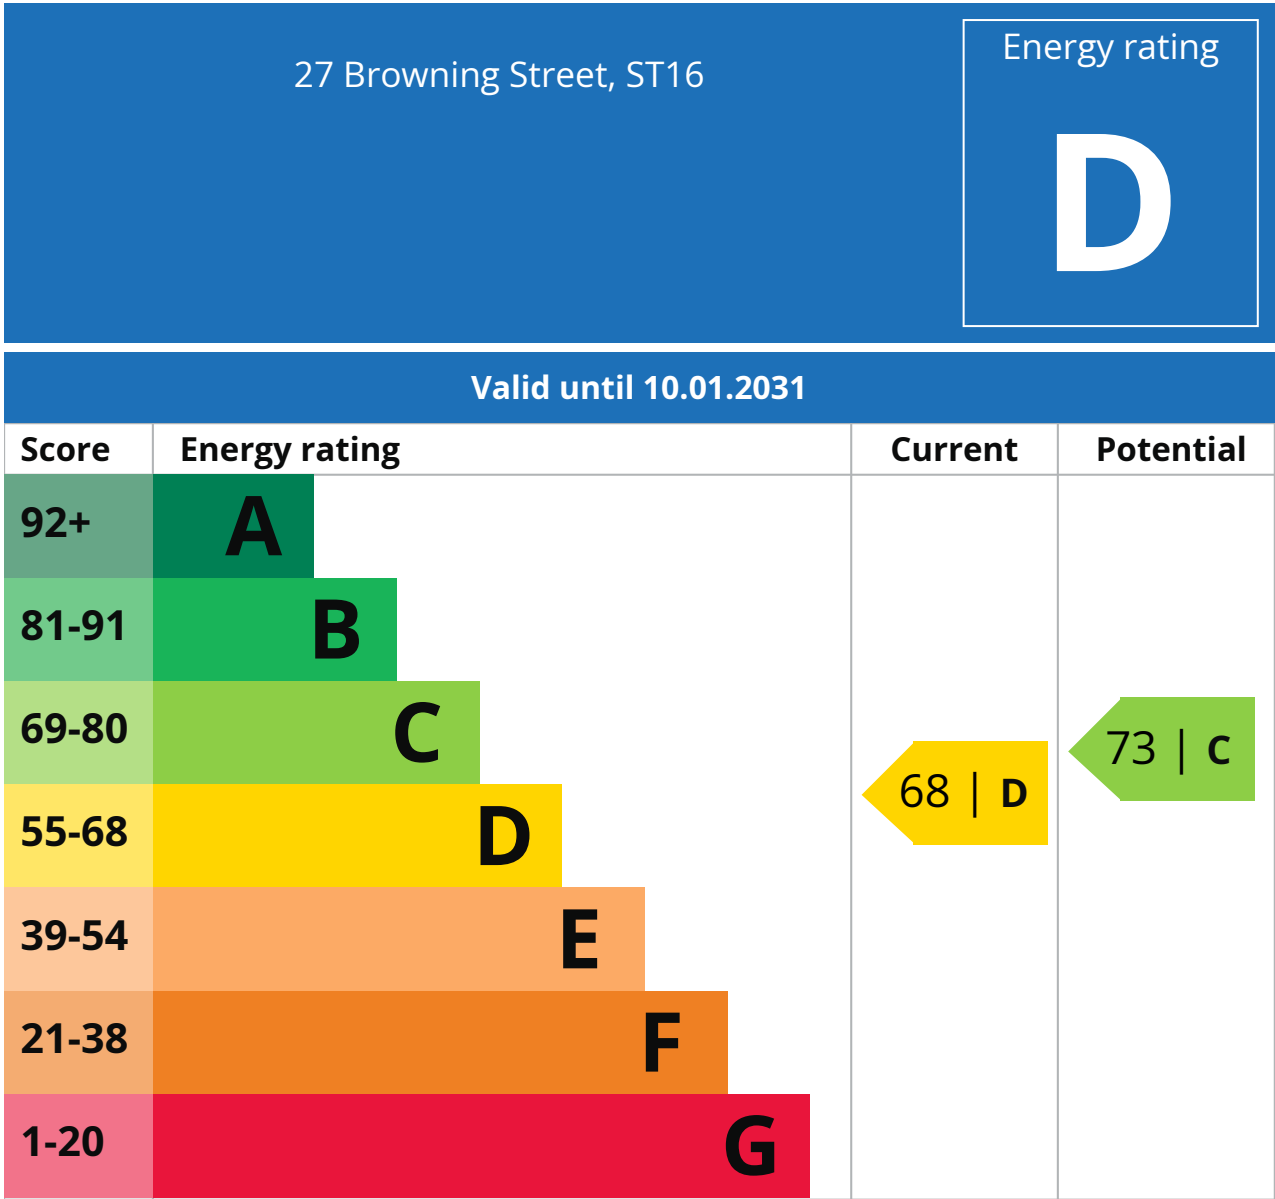 27 Browning Street, ST16
Energy rating
D
Valid until 10.01.2031
Score Energy rating Current Potential
92+ A
81-91 B
69-80 C
73 | C
68 | D
55-68 D
39-54 E
21-38 F
1-20 G